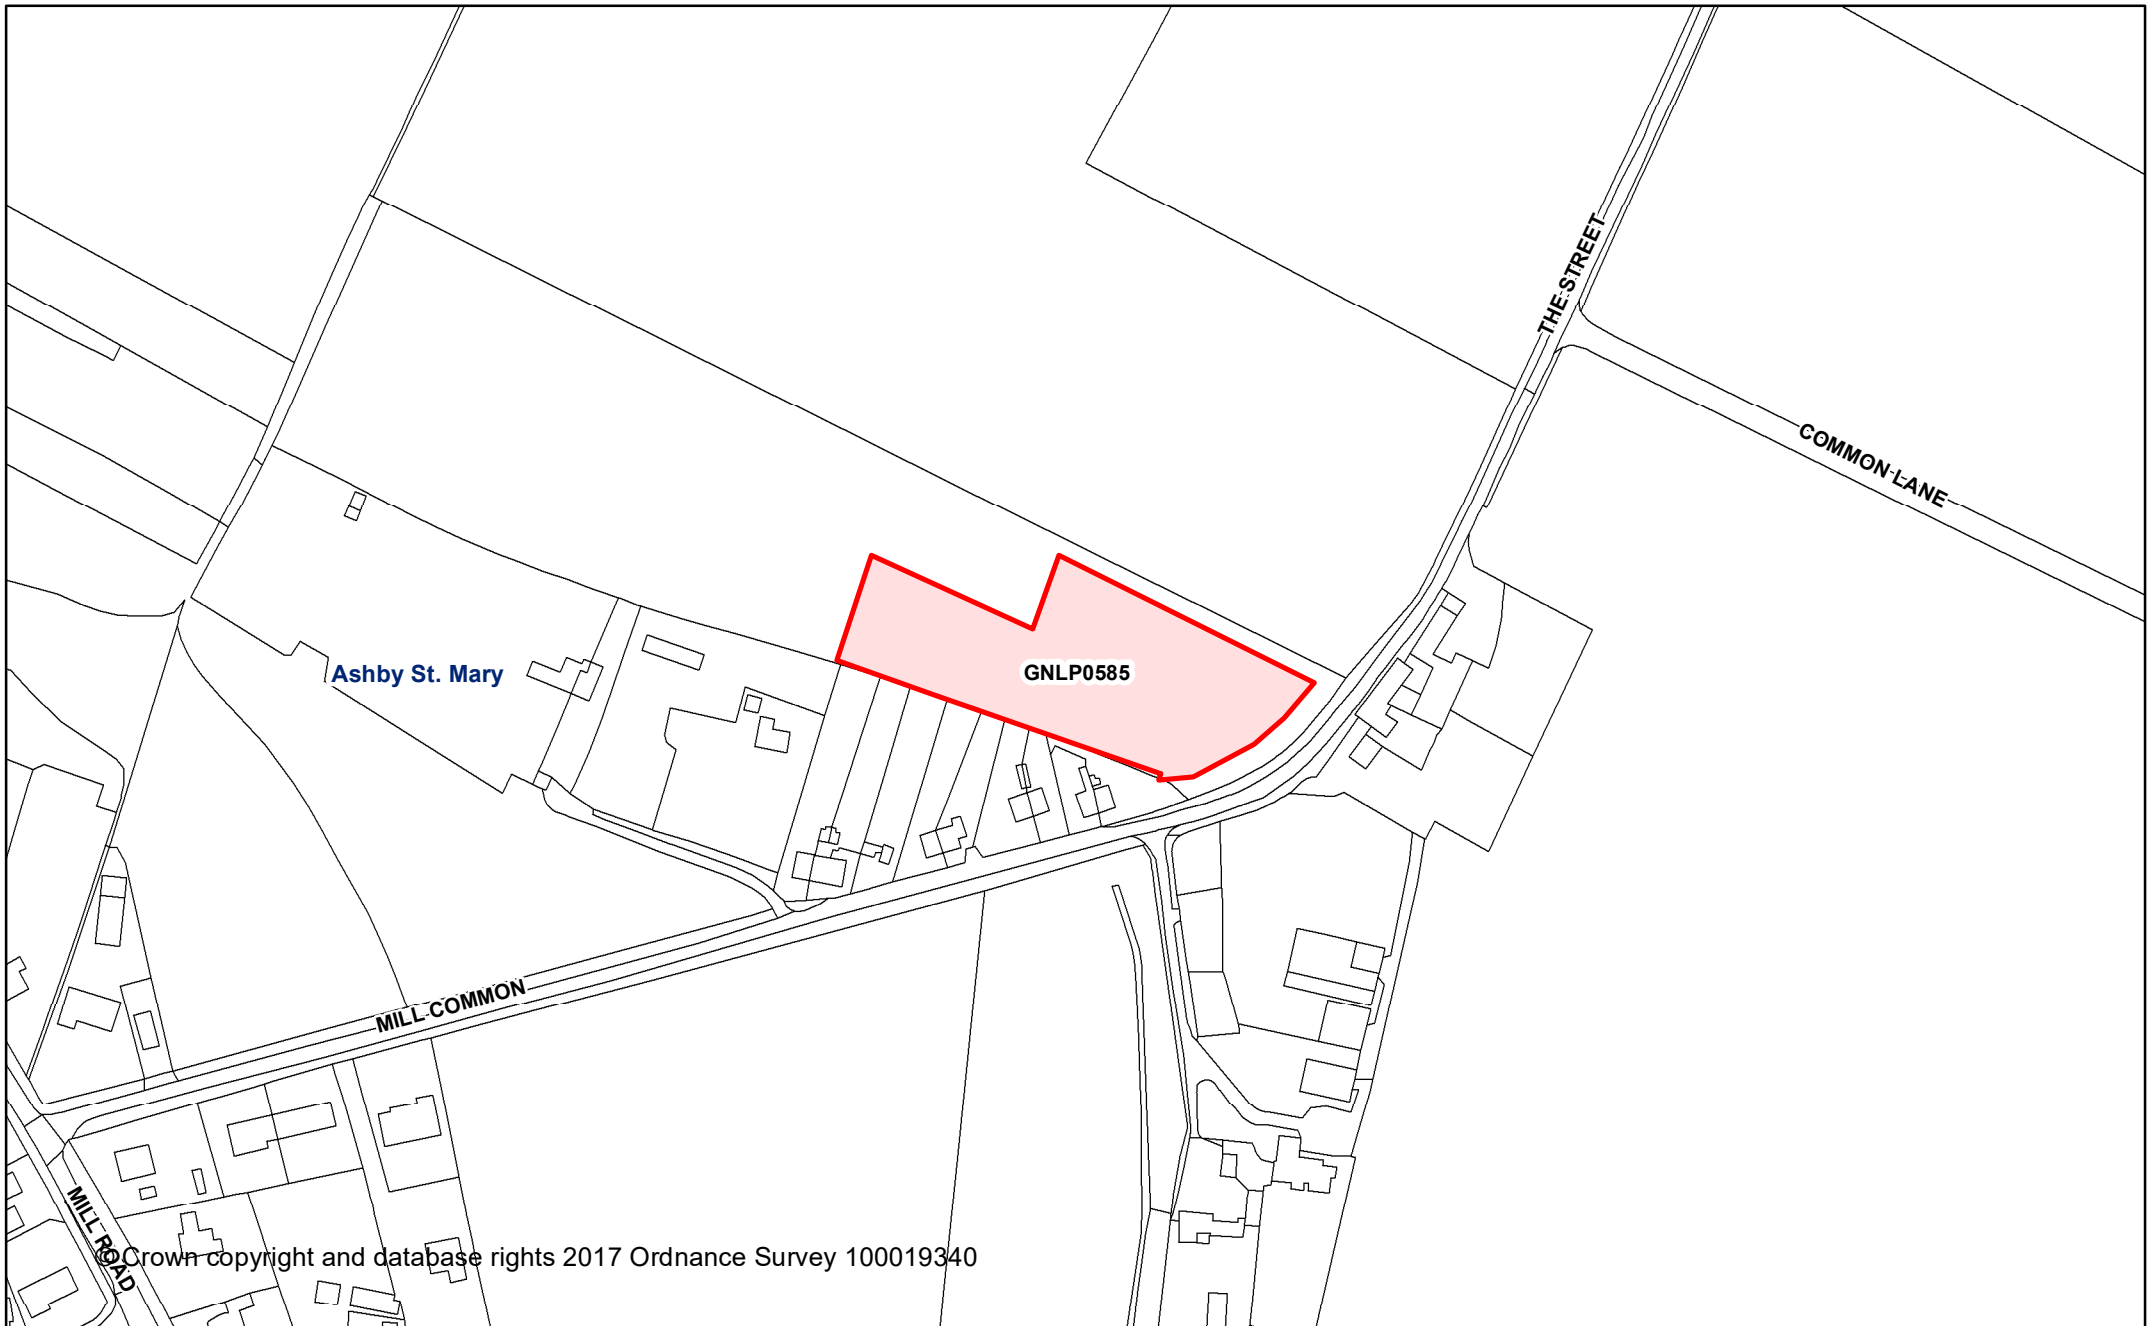 THE STREET
COMMON LANE
Ashby St. Mary
GNLP0585
MILL COMMON
MILL ROAD
© Crown copyright and database rights 2017 Ordnance Survey 100019340